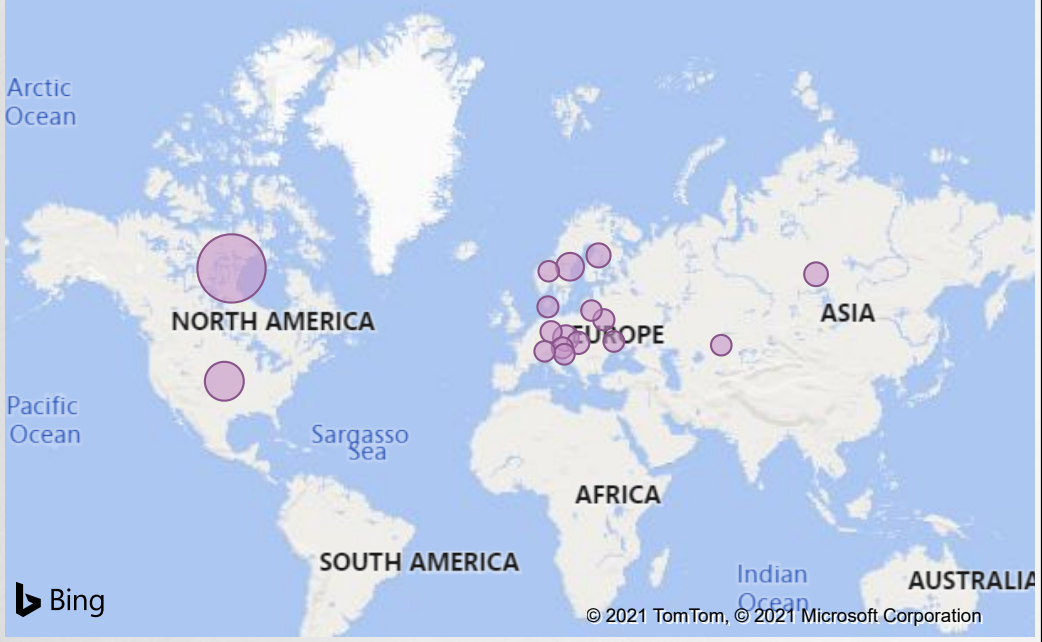 Arctic
Ocean
NORTH AMERICA
EUROPE
ASIA
Pacific
Ocean
Sargasso
Sea
AFRICA
SOUTH AMERICA
Indian
Ocean
AUSTRALIA
Bing
© 2021 TomTom, © 2021 Microsoft Corporation